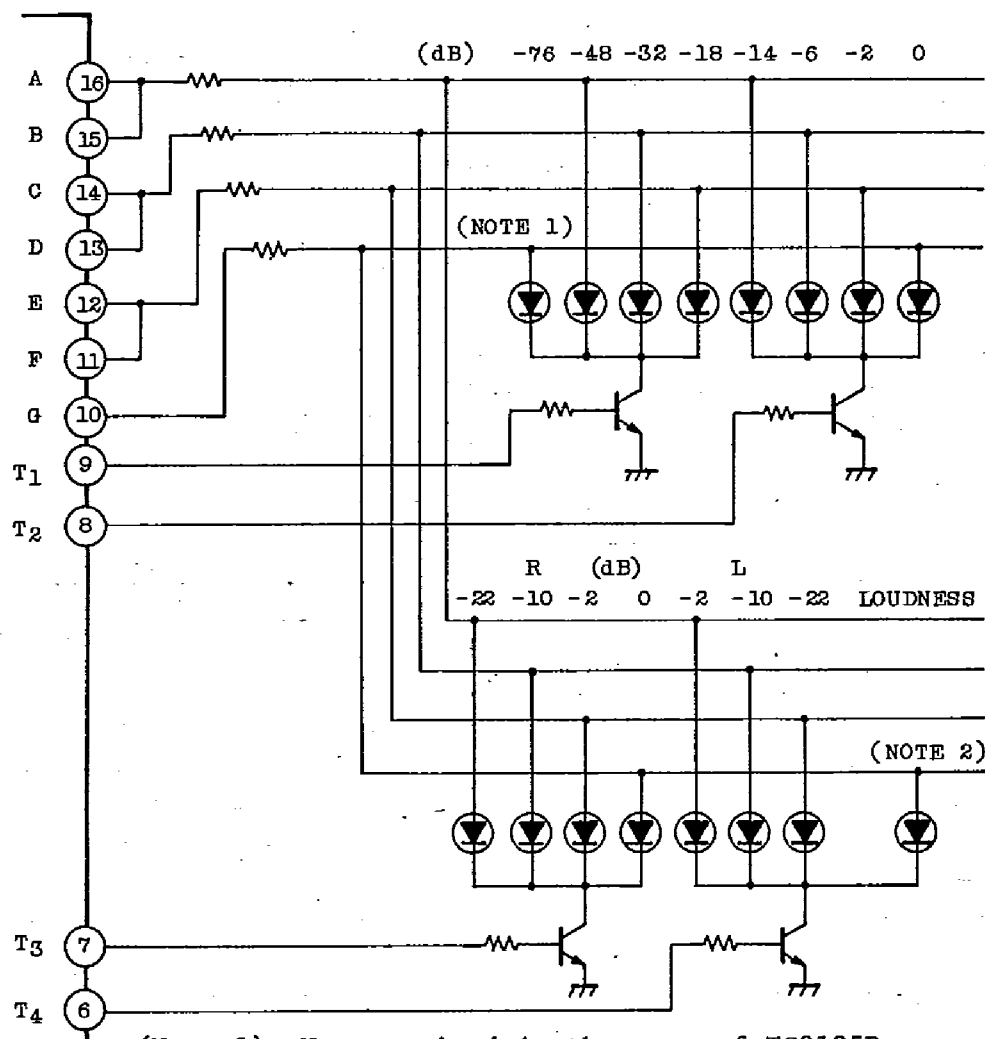 (dB) -76 -48 -32 -18 -14 -6 -2 0
A 16
B 15
C 14
D 13
(NOTE 1)
E 12
F 11
G 10
T1 9
T2 8
R (dB) L
-22 -10 -2 0 -2 -10 -22 LOUDNESS
(NOTE 2)
T3 7
T4 6